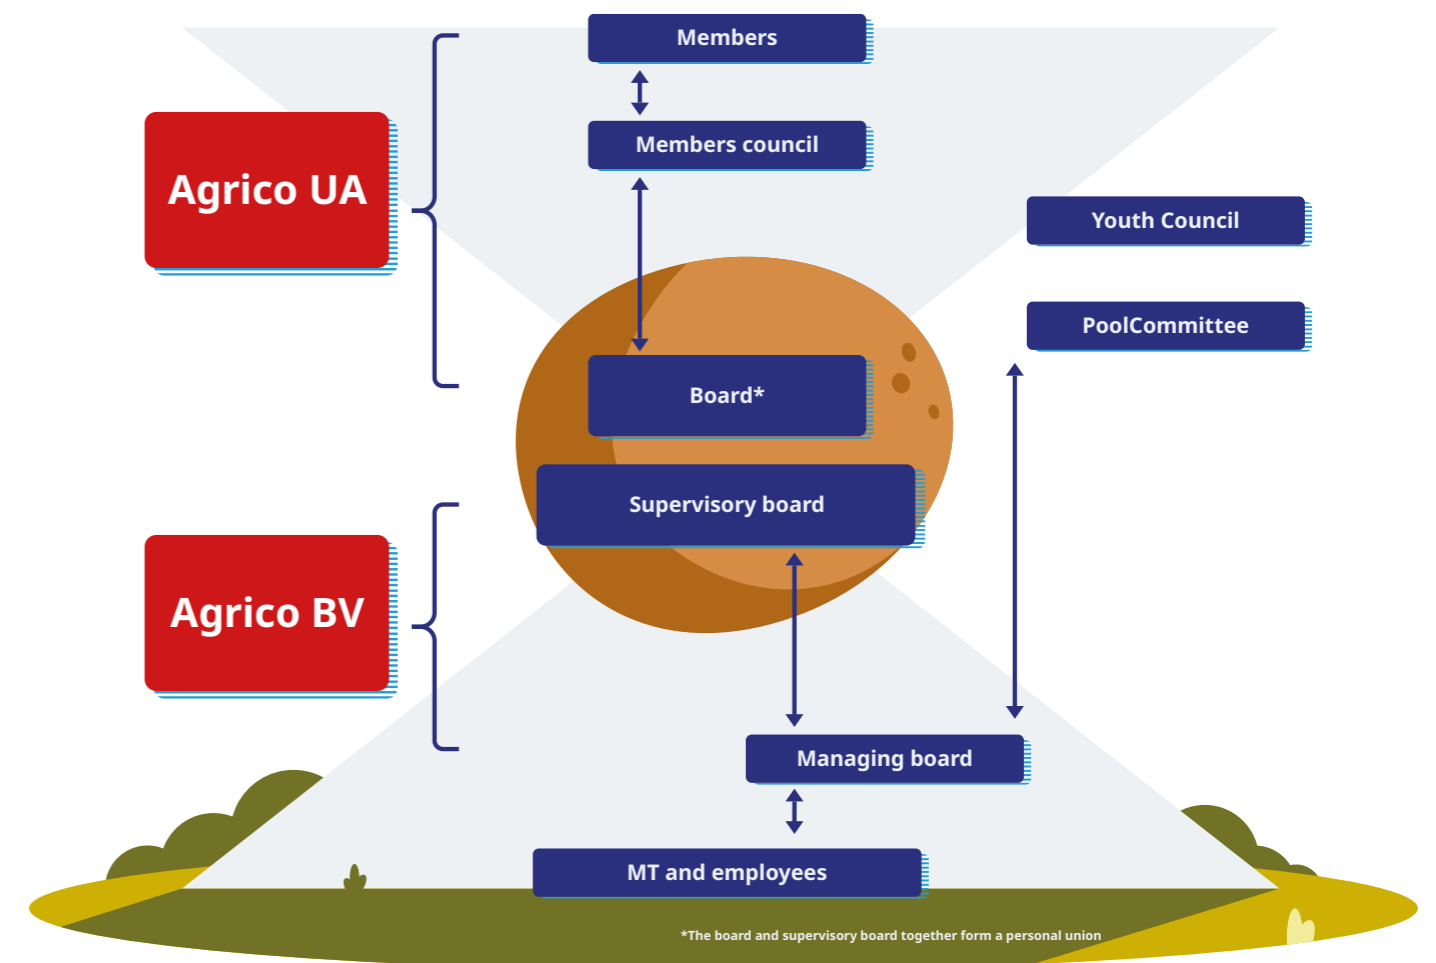 Members
Members council
Agrico UA
Youth Council
PoolCommittee
Board*
Supervisory board
Agrico BV
Managing board
MT and employees
*The board and supervisory board together form a personal union